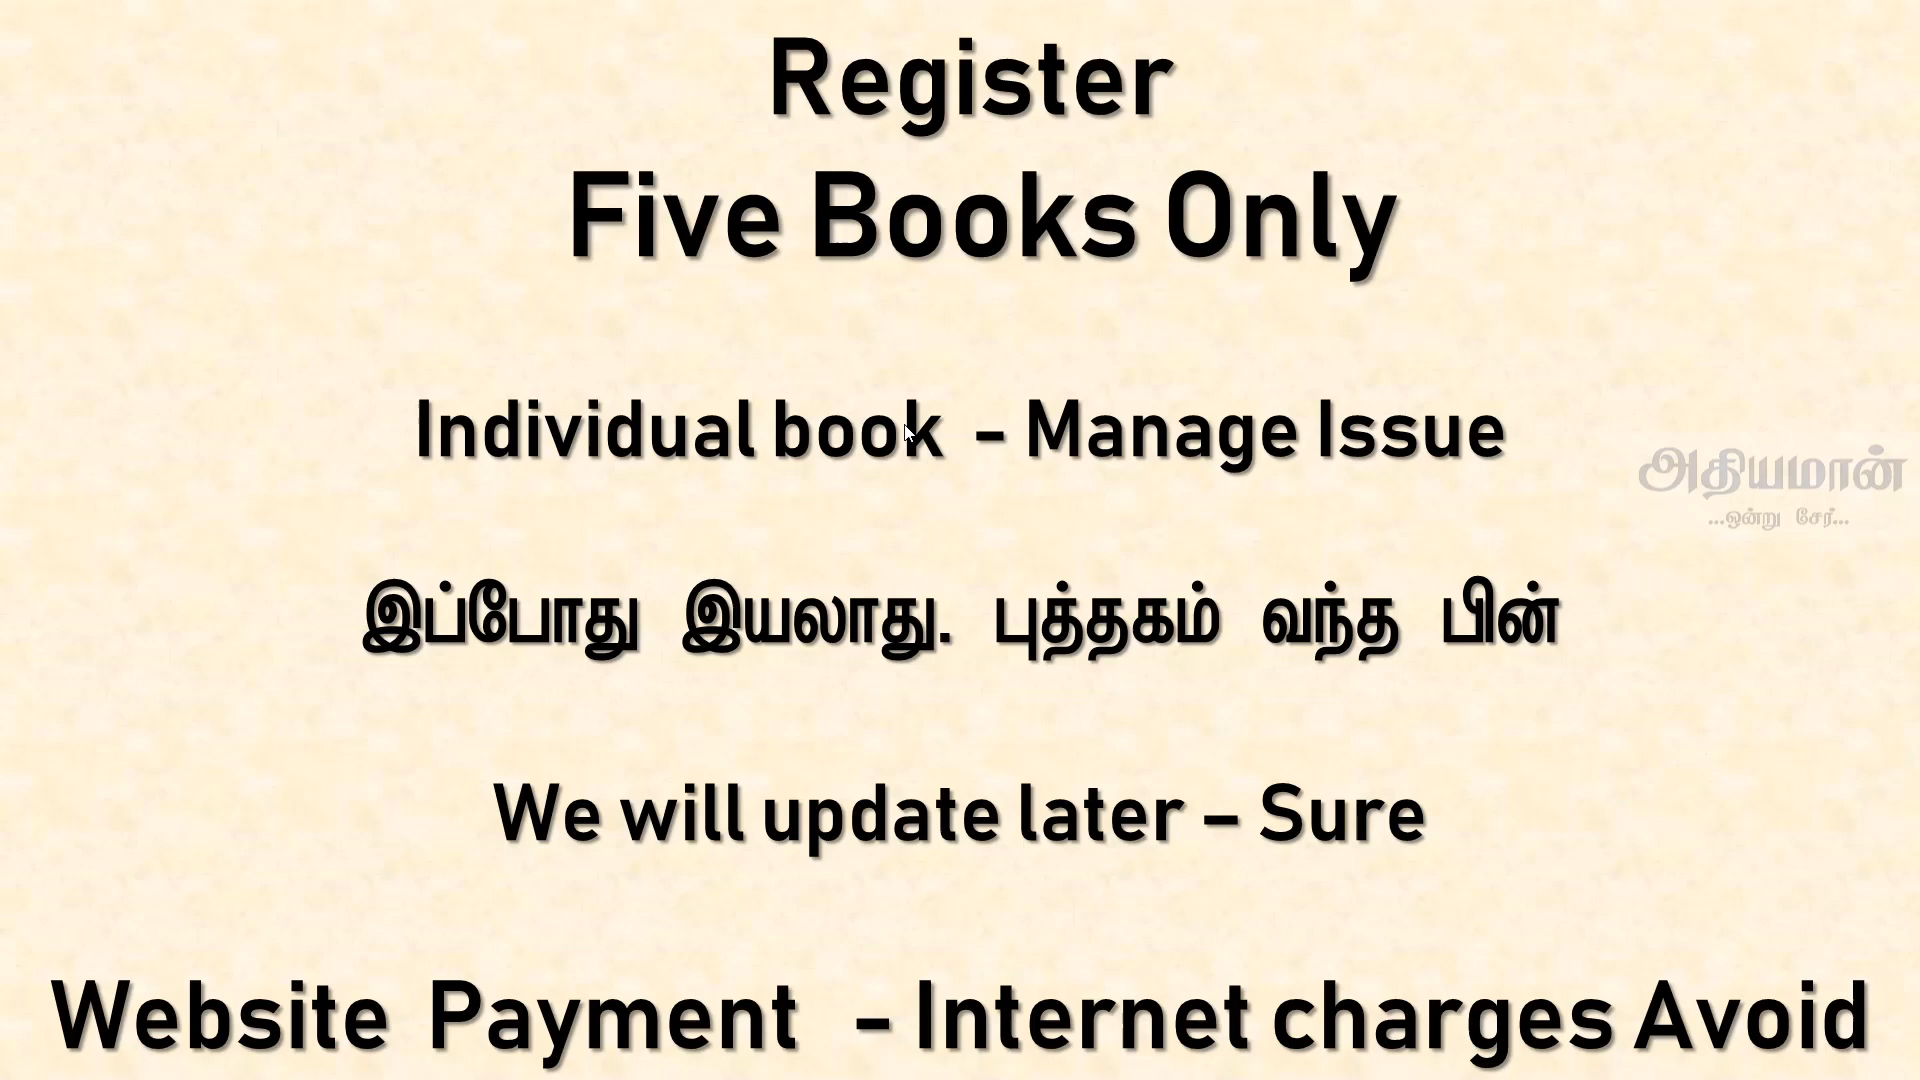 Register
Five Books Only
Individual book - Manage Issue
அதியமான்
...ஒன்று சேர்...
இப்போது இயலாது. புத்தகம் வந்த பின்
We will update later – Sure
Website Payment - Internet charges Avoid